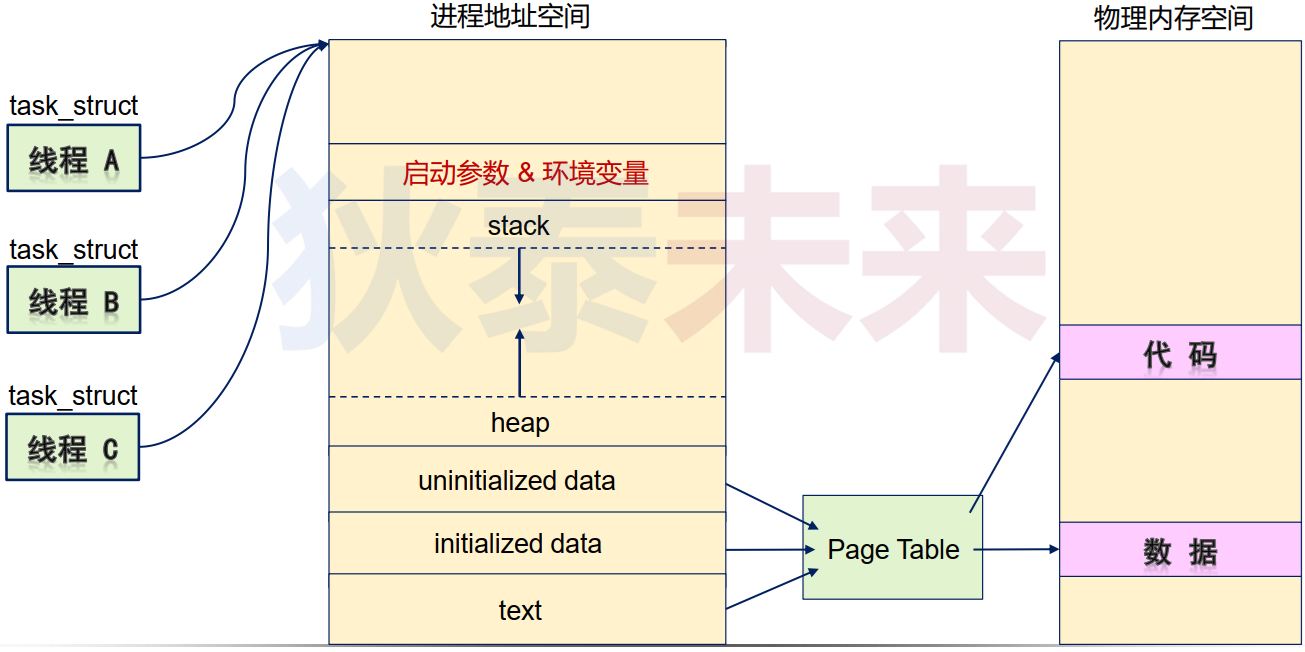 进程地址空间
物理内存空间
task_struct
线程 A
task_struct
线程 B
task_struct
线程 C
启动参数 & 环境变量
stack
heap
uninitialized data
initialized data
text
Page Table
代 码
数 据
狄泰未来